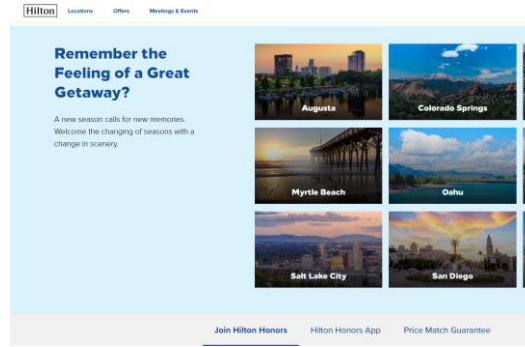 Hilton Locations Offers Meetings & Events
Remember the
Feeling of a Great
Getaway?
A new season calls for new memories.
Welcome the changing of seasons with a
change in scenery.
Augusta
Colorado Springs
Myrtle Beach
Oahu
Salt Lake City
San Diego
Join Hilton Honors Hilton Honors App Price Match Guarantee